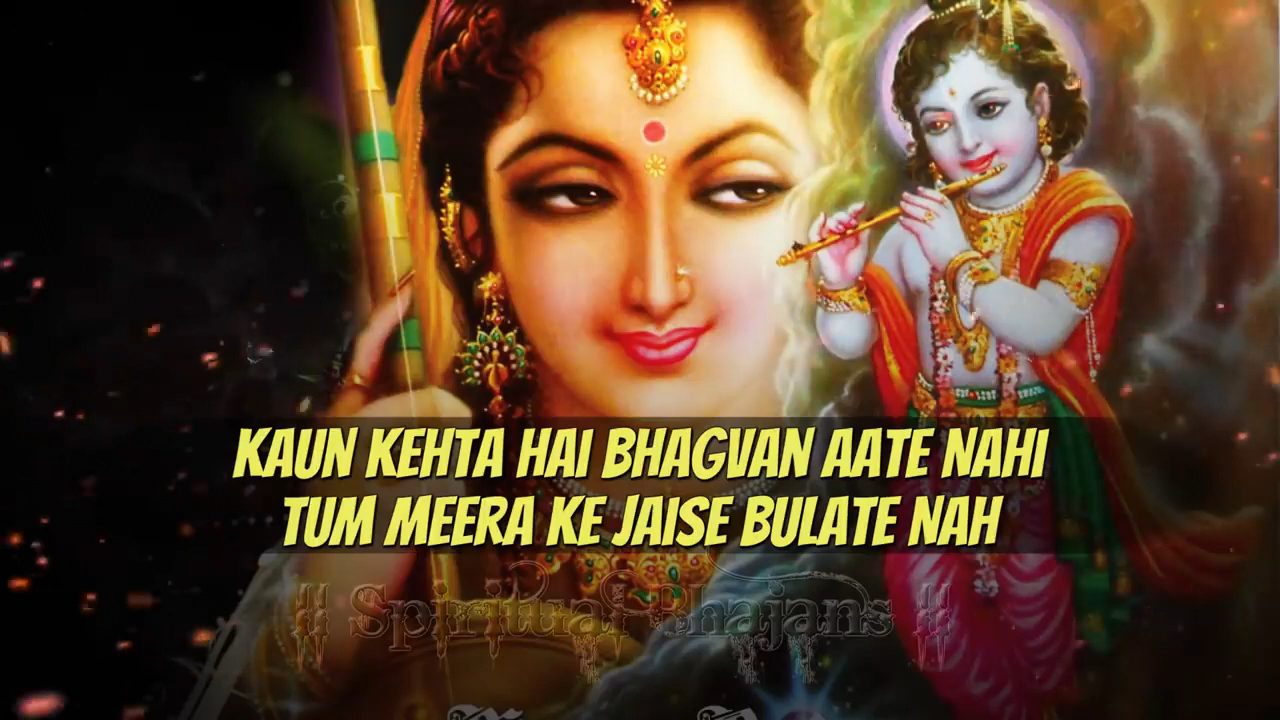 KAUN KEHTA HAI BHAGVAN AATE NAHI
TUM MEERA KE JAISE BULATE NAH
|| Spiritual Bhajans ||